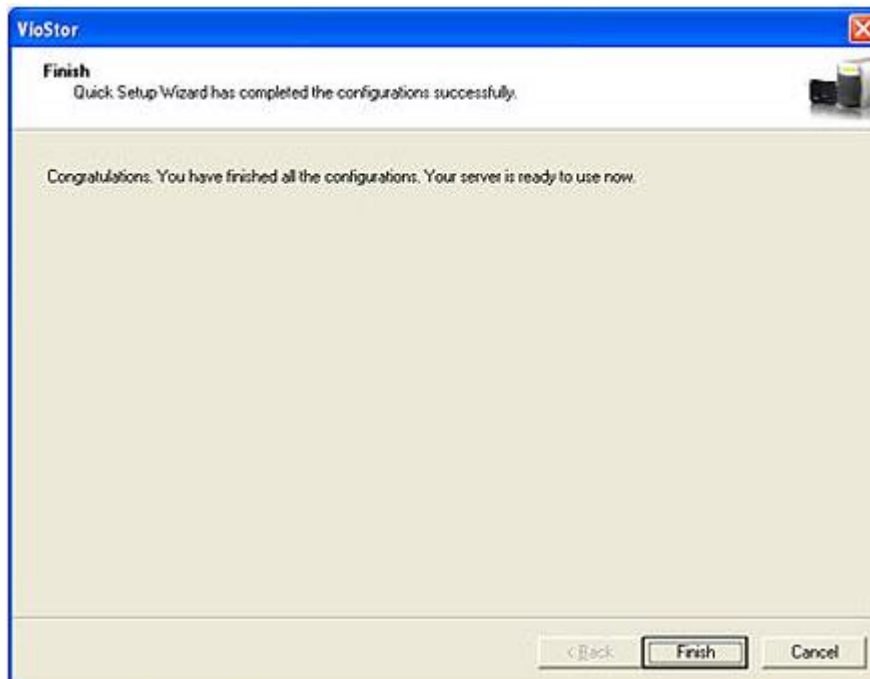 VioStor
Finish
Quick Setup Wizard has completed the configurations successfully.
Congratulations. You have finished all the configurations. Your server is ready to use now.
< Back
Finish
Cancel